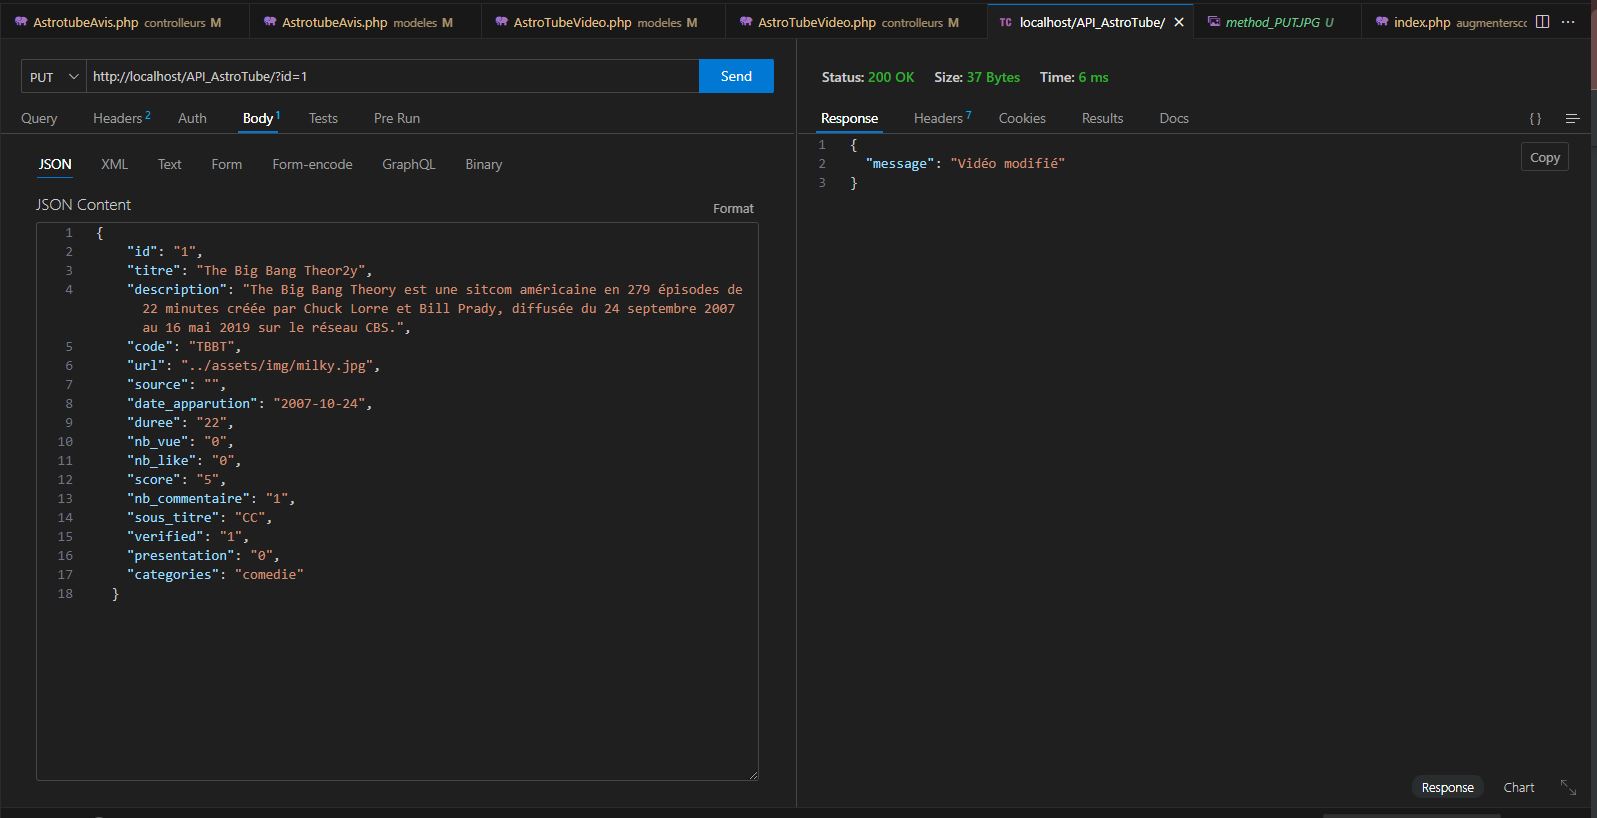 AstrotubeAvis.php controlleurs M
AstrotubeAvis.php modeles M
AstroTubeVideo.php modeles M
AstroTubeVideo.php controlleurs M
TC localhost/API_AstroTube/
method_PUT.JPG U
index.php augmentersco
PUT http://localhost/API_AstroTube/?id=1 Send
Query Headers 2 Auth Body 1 Tests Pre Run
JSON XML Text Form Form-encode GraphQL Binary
JSON Content
Format
1 {
2 "id": "1",
3 "titre": "The Big Bang Theor2y",
4 "description": "The Big Bang Theory est une sitcom américaine en 279 épisodes de
22 minutes créée par Chuck Lorre et Bill Prady, diffusée du 24 septembre 2007
au 16 mai 2019 sur le réseau CBS.",
5 "code": "TBBT",
6 "url": "../assets/img/milky.jpg",
7 "source": "",
8 "date_apparution": "2007-10-24",
9 "duree": "22",
10 "nb_vue": "0",
11 "nb_like": "0",
12 "score": "5",
13 "nb_commentaire": "1",
14 "sous_titre": "CC",
15 "verified": "1",
16 "presentation": "0",
17 "categories": "comedie"
18 }
Status: 200 OK Size: 37 Bytes Time: 6 ms
Response Headers 7 Cookies Results Docs { }
1 {
2 "message": "Vidéo modifié"
3 }
Copy
Response Chart